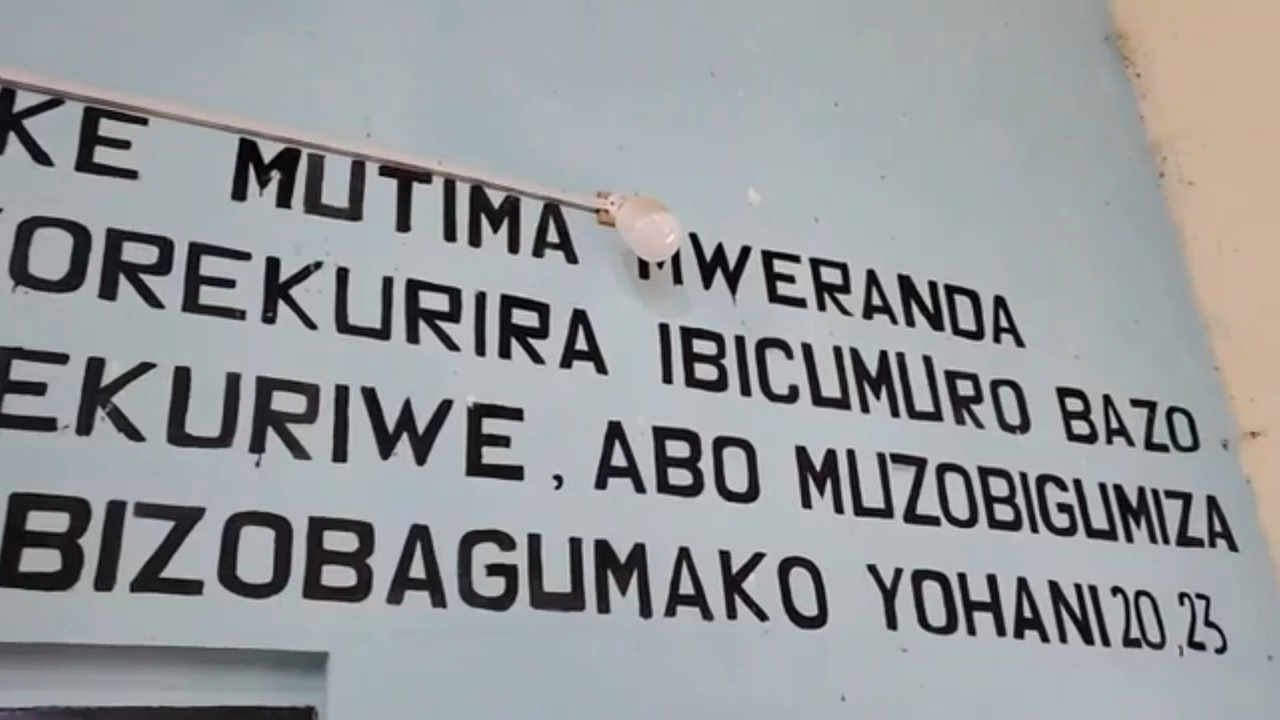 KE MUTIMA MWERANDA
OREKURIRA IBICUMURO BAZO
EKURIWE, ABO MUZOBIGUMIZA
BIZOBAGUMAKO YOHANI 20,23